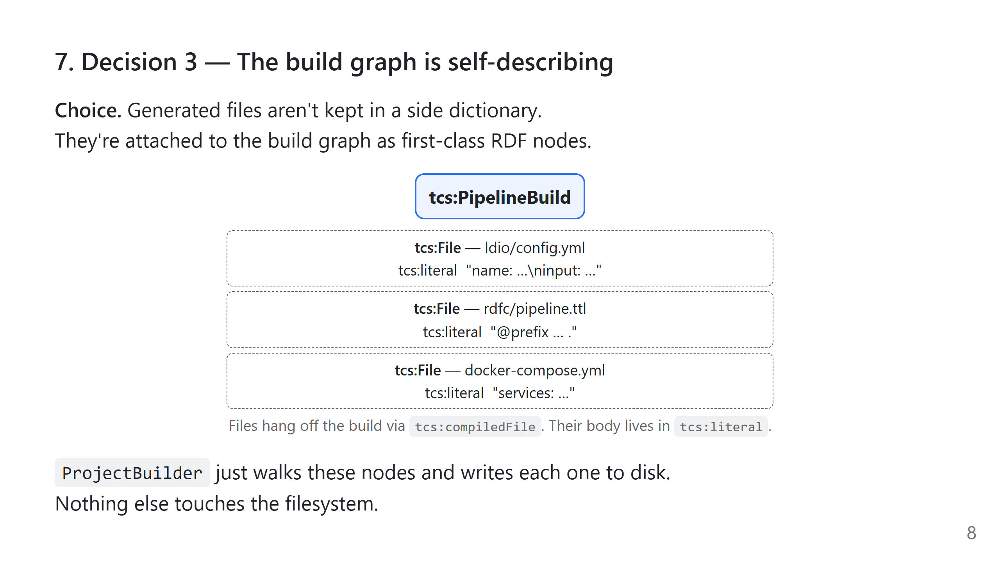 7. Decision 3 — The build graph is self-describing
Choice. Generated files aren't kept in a side dictionary.
They're attached to the build graph as first-class RDF nodes.
tcs:PipelineBuild
tcs:File — ldio/config.yml
tcs:literal "name: ...\ninput: ..."
tcs:File — rdfc/pipeline.ttl
tcs:literal "@prefix ... ."
tcs:File — docker-compose.yml
tcs:literal "services: ..."
Files hang off the build via tcs:compiledFile. Their body lives in tcs:literal.
ProjectBuilder just walks these nodes and writes each one to disk.
Nothing else touches the filesystem.
8